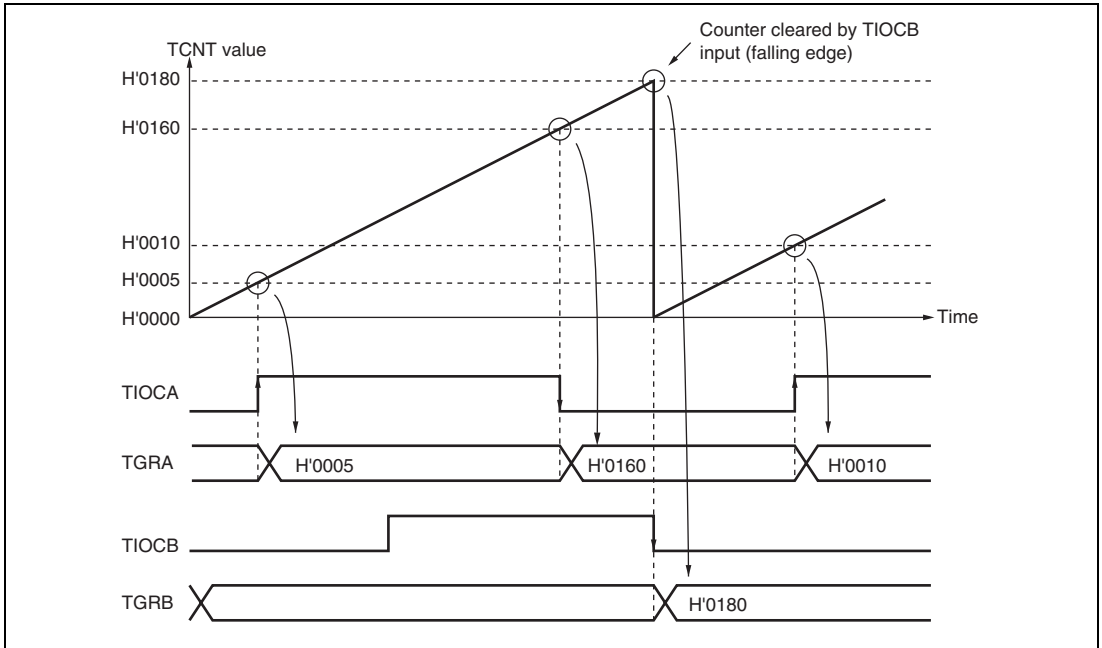 Counter cleared by TIOCB
input (falling edge)
TCNT value
H'0180
H'0160
H'0010
H'0005
H'0000
Time
TIOCA
TGRA
H'0005
H'0160
H'0010
TIOCB
TGRB
H'0180